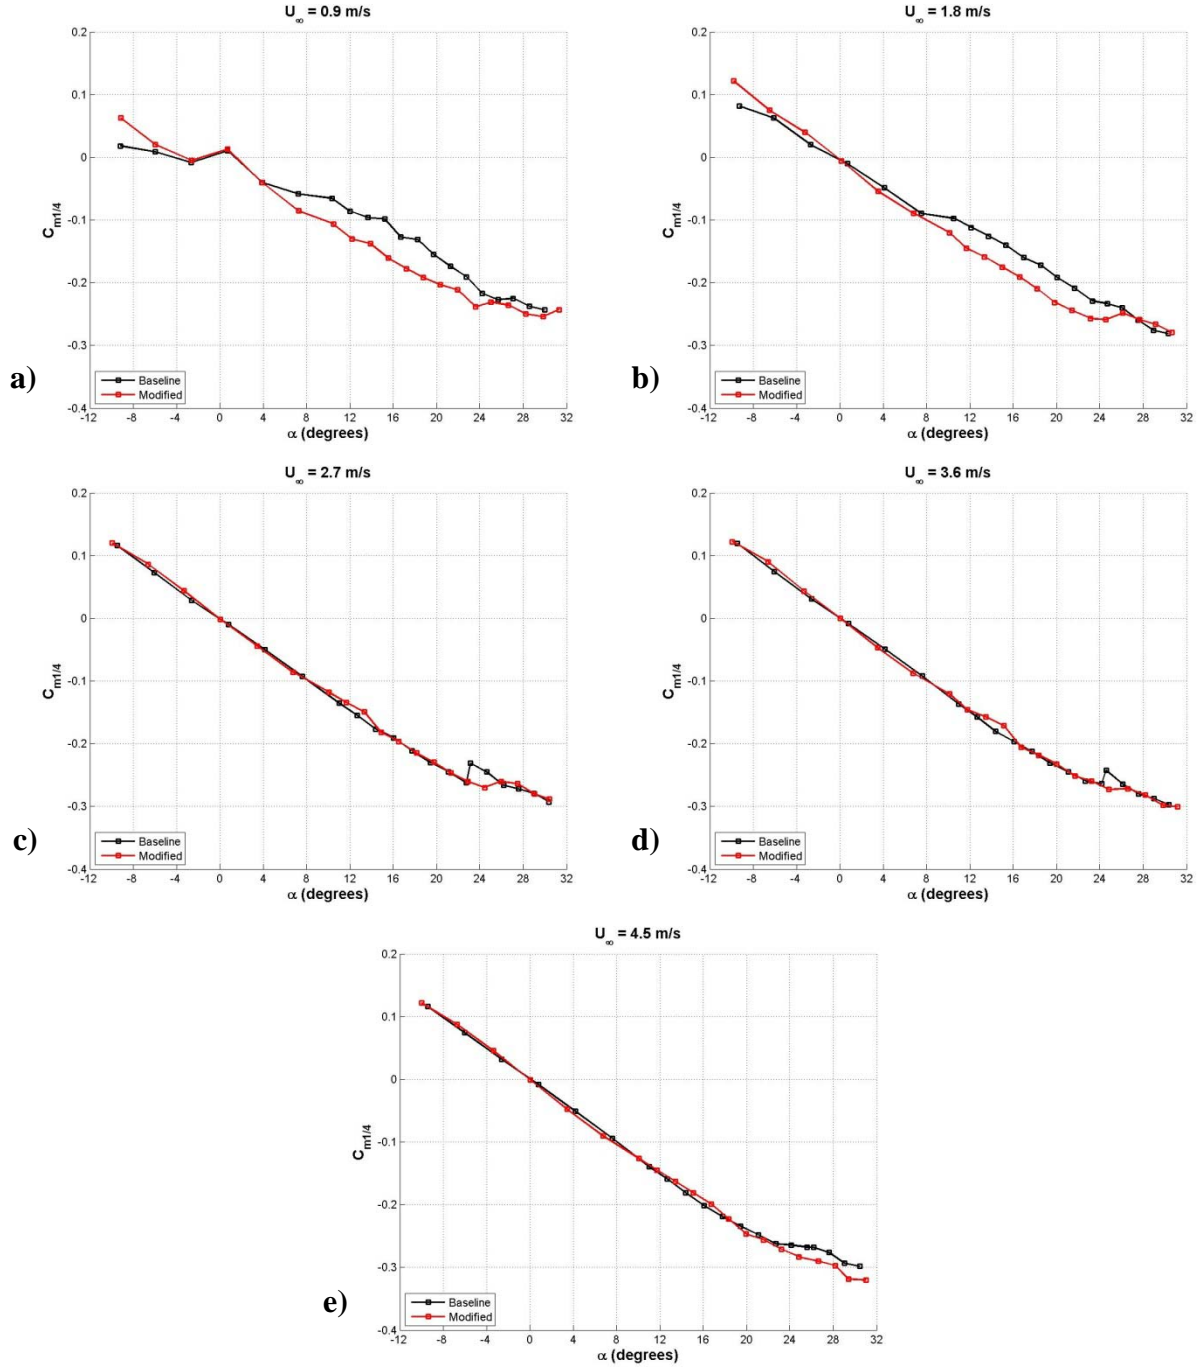 U∞ = 0.9 m/s
0.2
0.1
0
-0.1
-0.2
-0.3
-0.4
Cm1/4
-12 -8 -4 0 4 8 12 16 20 24 28 32
α (degrees)
Baseline
Modified
a)
U∞ = 1.8 m/s
0.2
0.1
0
-0.1
-0.2
-0.3
-0.4
Cm1/4
-12 -8 -4 0 4 8 12 16 20 24 28 32
α (degrees)
Baseline
Modified
b)
U∞ = 2.7 m/s
0.2
0.1
0
-0.1
-0.2
-0.3
-0.4
Cm1/4
-12 -8 -4 0 4 8 12 16 20 24 28 32
α (degrees)
Baseline
Modified
c)
U∞ = 3.6 m/s
0.2
0.1
0
-0.1
-0.2
-0.3
-0.4
Cm1/4
-12 -8 -4 0 4 8 12 16 20 24 28 32
α (degrees)
Baseline
Modified
d)
U∞ = 4.5 m/s
0.2
0.1
0
-0.1
-0.2
-0.3
-0.4
Cm1/4
-12 -8 -4 0 4 8 12 16 20 24 28 32
α (degrees)
Baseline
Modified
e)